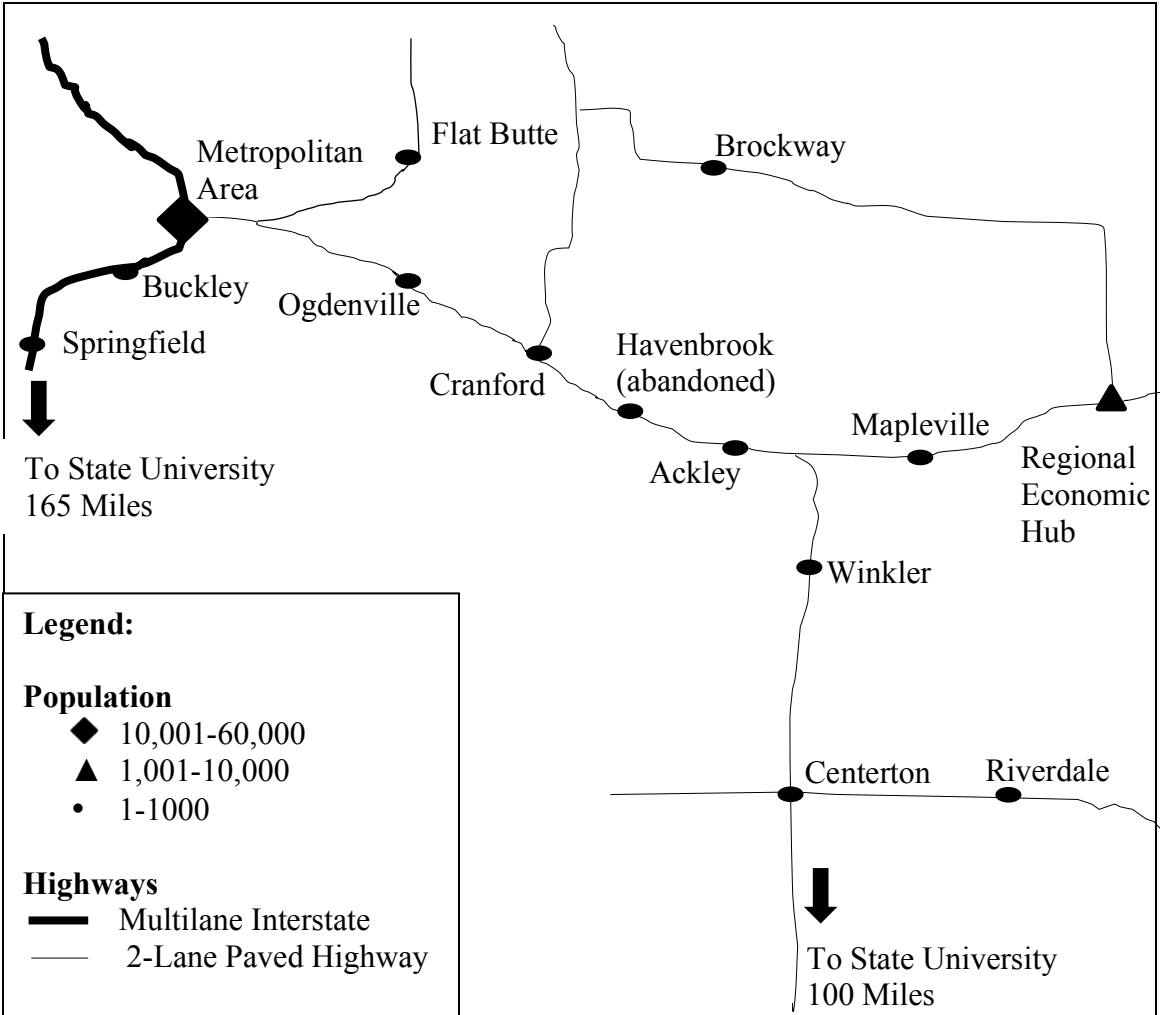 Flat Butte
Metropolitan
Area
Brockway
Buckley
Ogdenville
Springfield
Cranford
Havenbrook
(abandoned)
Mapleville
Ackley
Regional
Economic
Hub
To State University
165 Miles
Winkler
Legend:
Population
10,001-60,000
1,001-10,000
1-1000
Highways
Multilane Interstate
2-Lane Paved Highway
Centerton
Riverdale
To State University
100 Miles